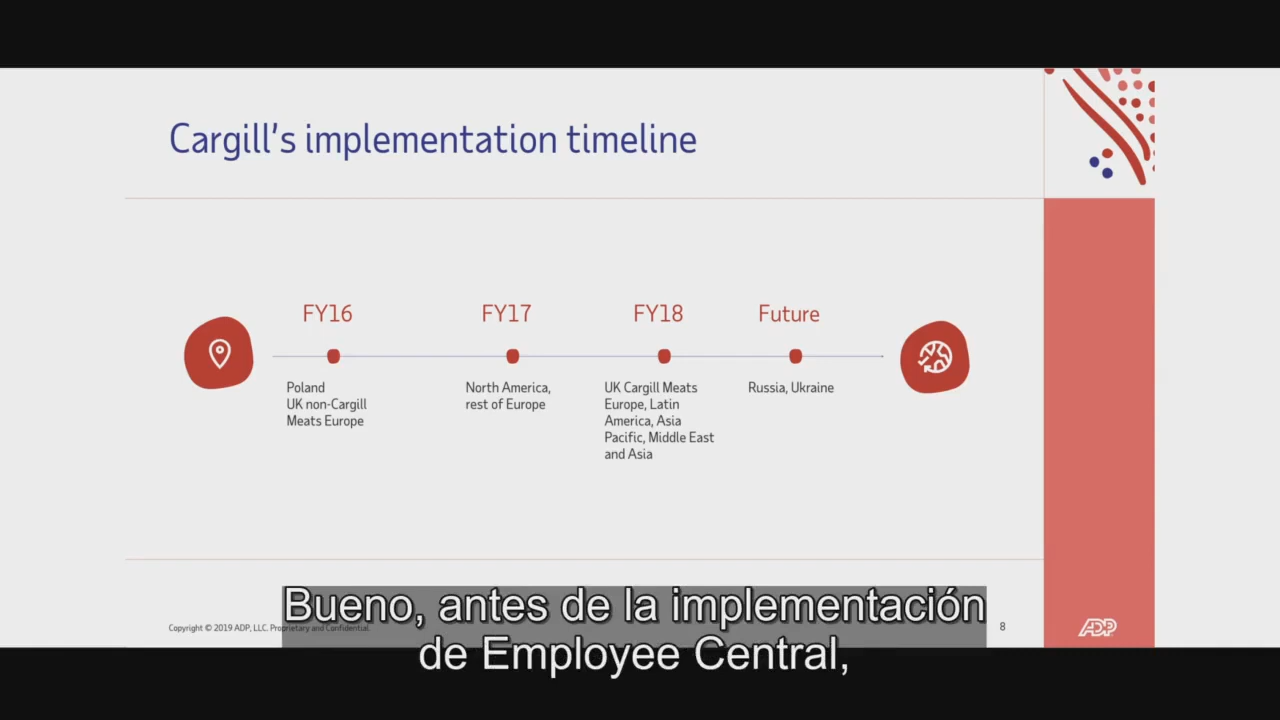 Cargill's implementation timeline
FY16
FY17
FY18
Future
Poland
UK non-Cargill
Meats Europe
North America,
rest of Europe
UK Cargill Meats
Europe, Latin
America, Asia
Pacific, Middle East
and Asia
Russia, Ukraine
Bueno, antes de la implementación
de Employee Central,
Copyright © 2019 ADP, LLC. Proprietary and Confidential.
8
ADP